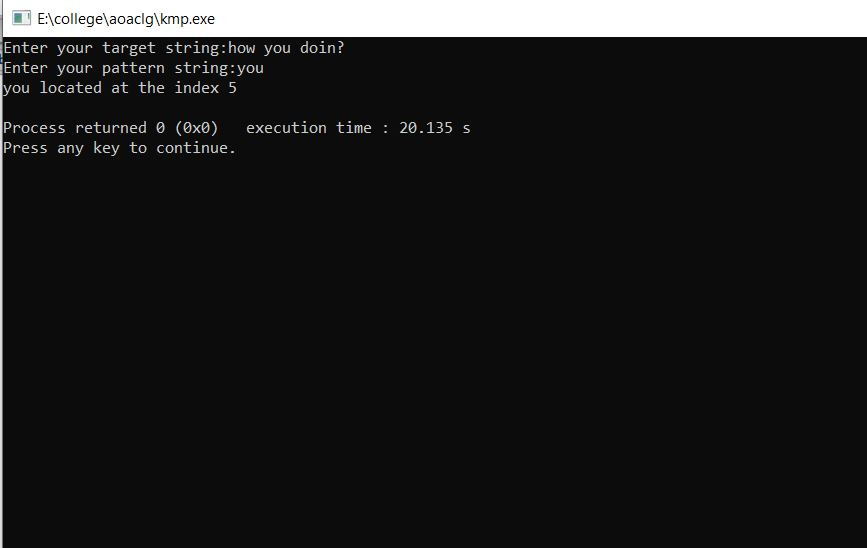 E:\college\aoaclg\kmp.exe
Enter your target string:how you doin?
Enter your pattern string:you
you located at the index 5
Process returned 0 (0x0)   execution time : 20.135 s
Press any key to continue.